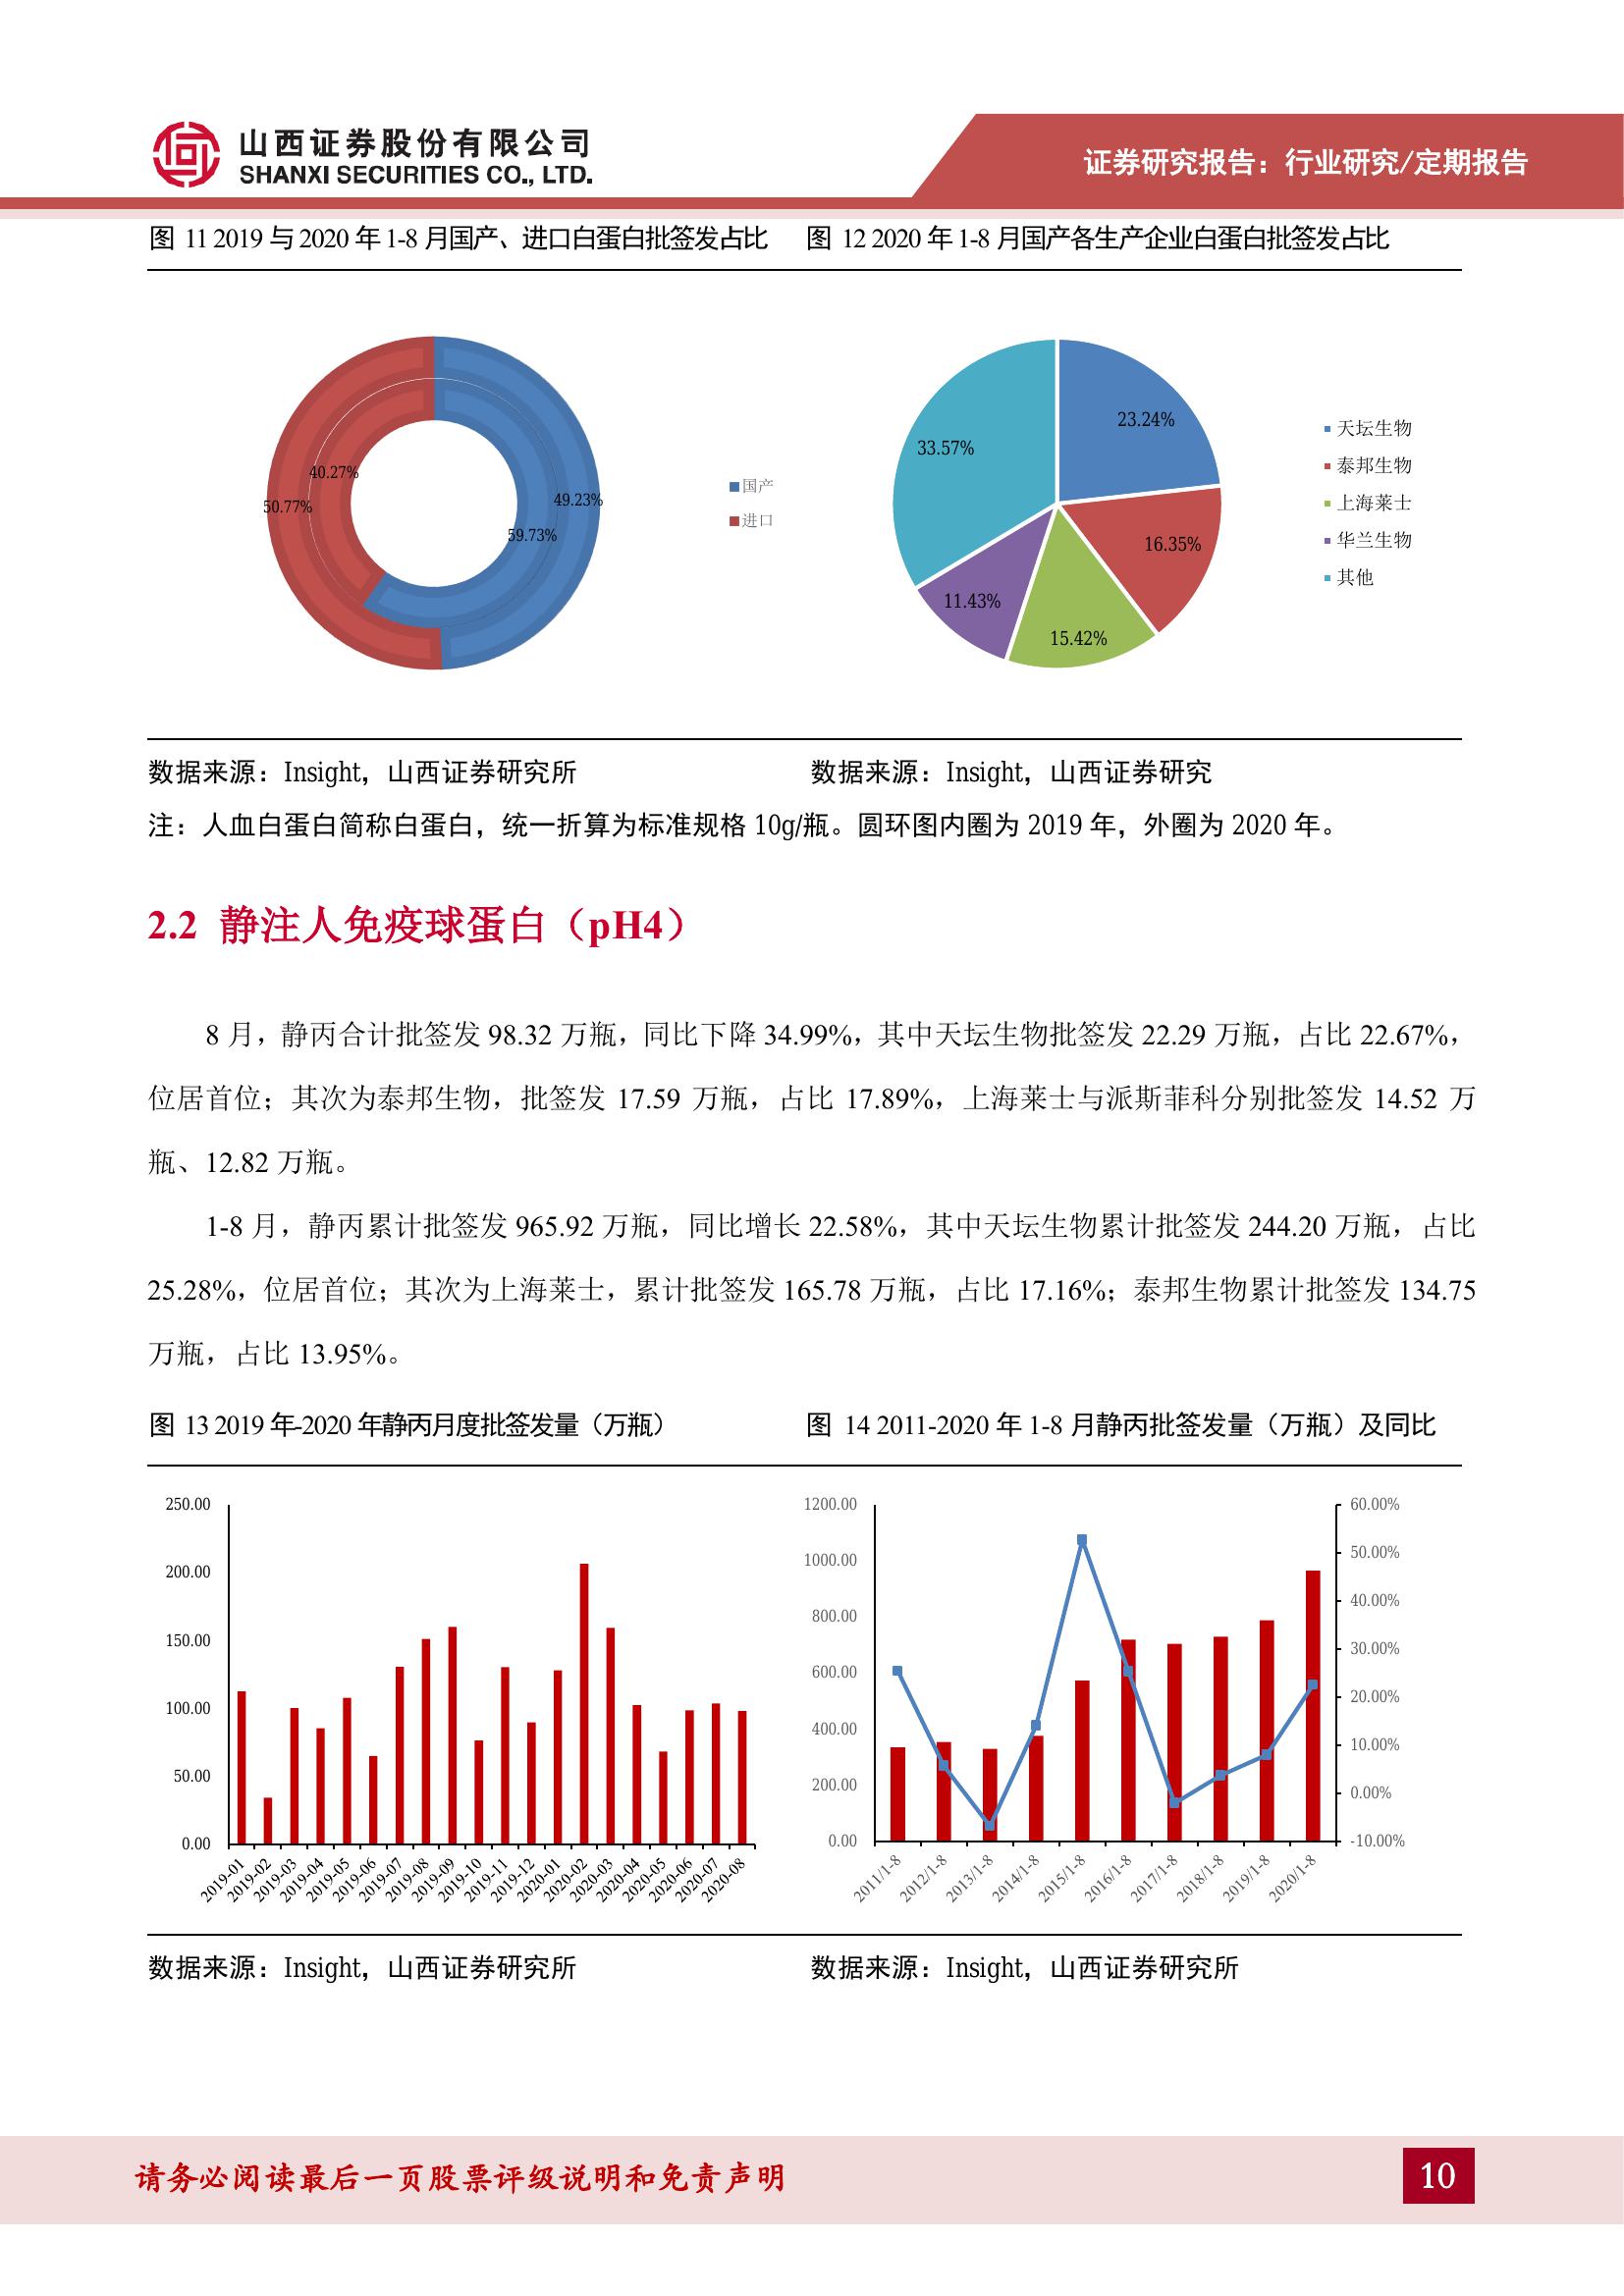 山西证券股份有限公司
SHANXI SECURITIES CO., LTD.
证券研究报告：行业研究/定期报告
图 11 2019 与 2020 年 1-8 月国产、进口白蛋白批签发占比
图 12 2020 年 1-8 月国产各生产企业白蛋白批签发占比
40.27%
50.77%
49.23%
59.73%
国产
进口
23.24%
33.57%
16.35%
11.43%
15.42%
天坛生物
泰邦生物
上海莱士
华兰生物
其他
数据来源：Insight，山西证券研究所
数据来源：Insight，山西证券研究
注：人血白蛋白简称白蛋白，统一折算为标准规格 10g/瓶。圆环图内圈为 2019 年，外圈为 2020 年。
2.2 静注人免疫球蛋白（pH4）
8 月，静丙合计批签发 98.32 万瓶，同比下降 34.99%，其中天坛生物批签发 22.29 万瓶，占比 22.67%，
位居首位；其次为泰邦生物，批签发 17.59 万瓶，占比 17.89%，上海莱士与派斯菲科分别批签发 14.52 万
瓶、12.82 万瓶。
1-8 月，静丙累计批签发 965.92 万瓶，同比增长 22.58%，其中天坛生物累计批签发 244.20 万瓶，占比
25.28%，位居首位；其次为上海莱士，累计批签发 165.78 万瓶，占比 17.16%；泰邦生物累计批签发 134.75
万瓶，占比 13.95%。
图 13 2019 年-2020 年静丙月度批签发量（万瓶）
图 14 2011-2020 年 1-8 月静丙批签发量（万瓶）及同比
250.00
200.00
150.00
100.00
50.00
0.00
2019-01
2019-02
2019-03
2019-04
2019-05
2019-06
2019-07
2019-08
2019-09
2019-10
2019-11
2019-12
2020-01
2020-02
2020-03
2020-04
2020-05
2020-06
2020-07
2020-08
1200.00
1000.00
800.00
600.00
400.00
200.00
0.00
60.00%
50.00%
40.00%
30.00%
20.00%
10.00%
0.00%
-10.00%
2011/1-8
2012/1-8
2013/1-8
2014/1-8
2015/1-8
2016/1-8
2017/1-8
2018/1-8
2019/1-8
2020/1-8
数据来源：Insight，山西证券研究所
数据来源：Insight，山西证券研究所
请务必阅读最后一页股票评级说明和免责声明
10